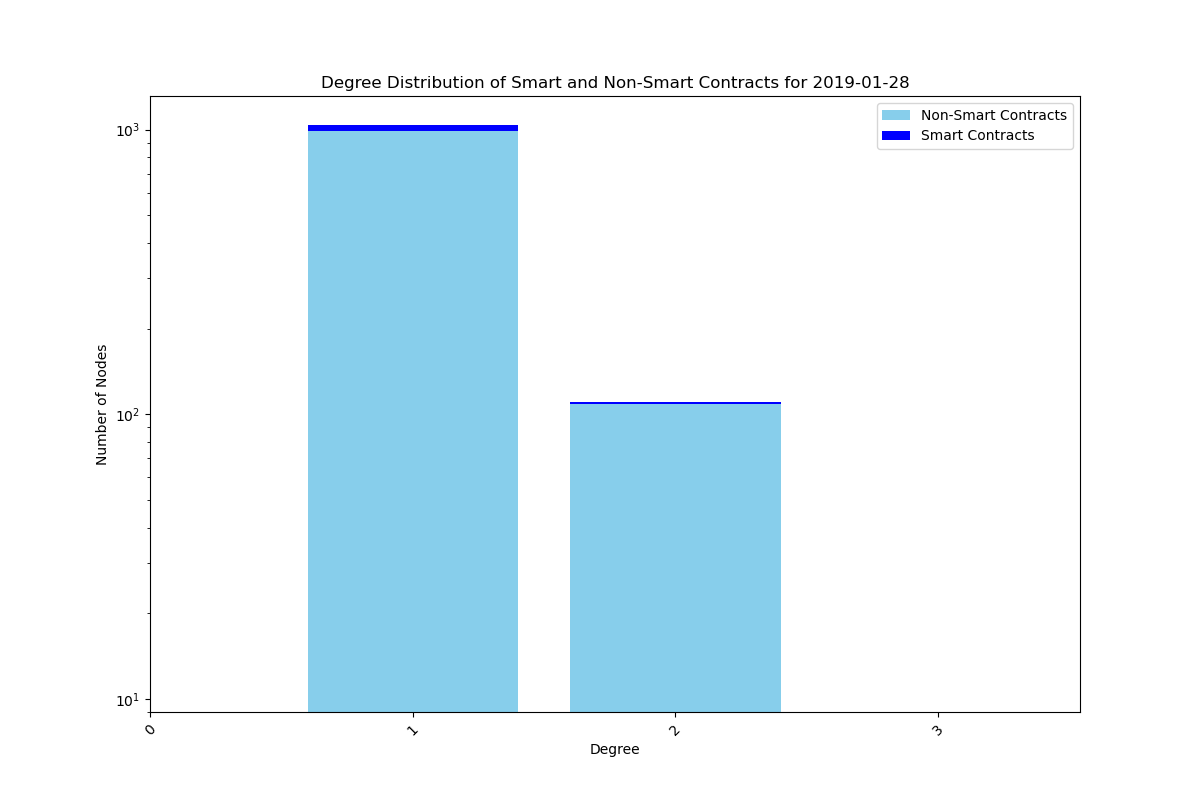 Degree Distribution of Smart and Non-Smart Contracts for 2019-01-28
Non-Smart Contracts
Smart Contracts
Number of Nodes
10³
10²
10¹
0
1
2
3
Degree